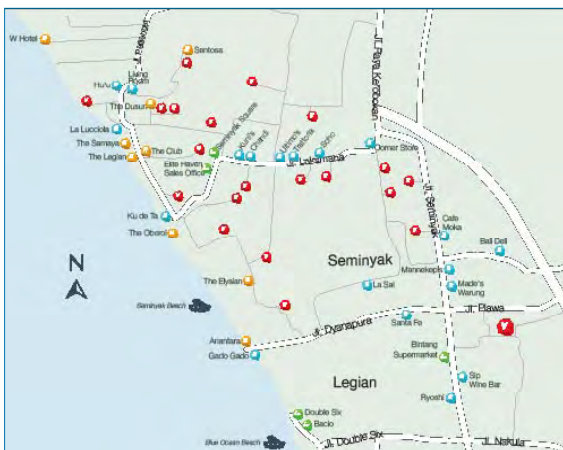 W Hotel
Jl. Petitenget
Santosa
Jl. Raya Kerobokan
Living
Room
Hu'u
The Dusun
La Lucciola
The Samaya
The Club
The Legian
Seminyak Square
Elite Haven
Sales Office
Kudeta
Ultimo's
Trattoria
Soho
Jl. Laksmana
Corner Store
Jl. Seminyak
Ku de Ta
The Oberoi
Cafe
Moka
Bali Deli
Seminyak
Mannekepis
N
The Elysian
La Sal
Made's
Warung
Seminyak Beach
Jl. Plawa
Santa Fe
Jl. Dyanapura
Anantara
Gado Gado
Bintang
Supermarket
Legian
Sip
Wine Bar
Ryoshi
Double Six
Bacio
Blue Ocean Beach
Jl. Double Six
Jl. Nakula